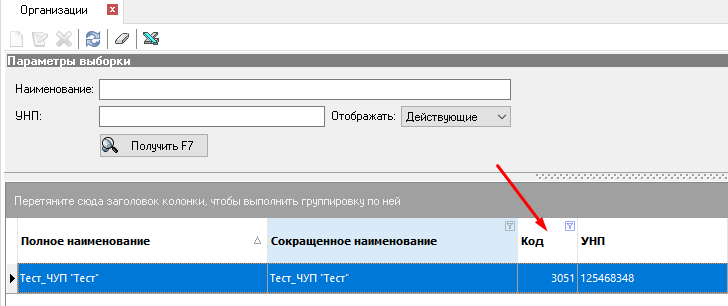 Организации
Параметры выборки
Наименование:
УНП:
Отображать: Действующие
Получить F7
Перетяните сюда заголовок колонки, чтобы выполнить группировку по ней
Полное наименование Сокращенное наименование Код УНП
Тест_ЧУП "Тест" Тест_ЧУП "Тест" 3051 125468348